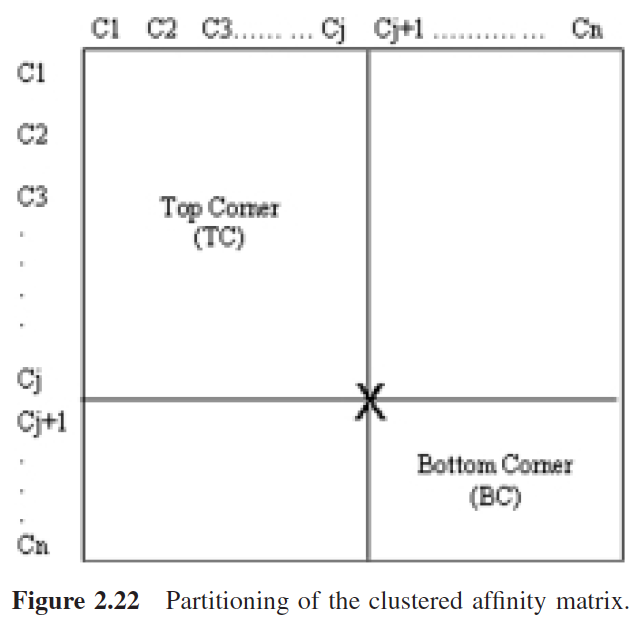 C1 C2 C3...... ... Cj Cj+1 .......... ...  Cn
C1
C2
C3
.
.
.
.
Cj
Cj+1
.
.
.
Cn
Top Corner
(TC)
X
Bottom Corner
(BC)
Figure 2.22 Partitioning of the clustered affinity matrix.